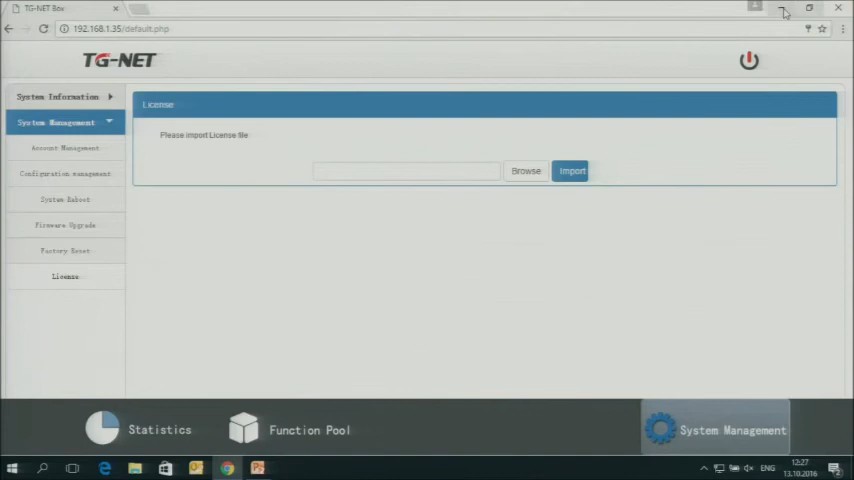 TG-NET Box
192.168.1.35/default.php
TG-NET
System Information
System Management
Account Management
Configuration management
System Reboot
Firmware Upgrade
Factory Reset
License
License
Please import License file
Browse
Import
Statistics
Function Pool
System Management
ENG
12:27
13.10.2016